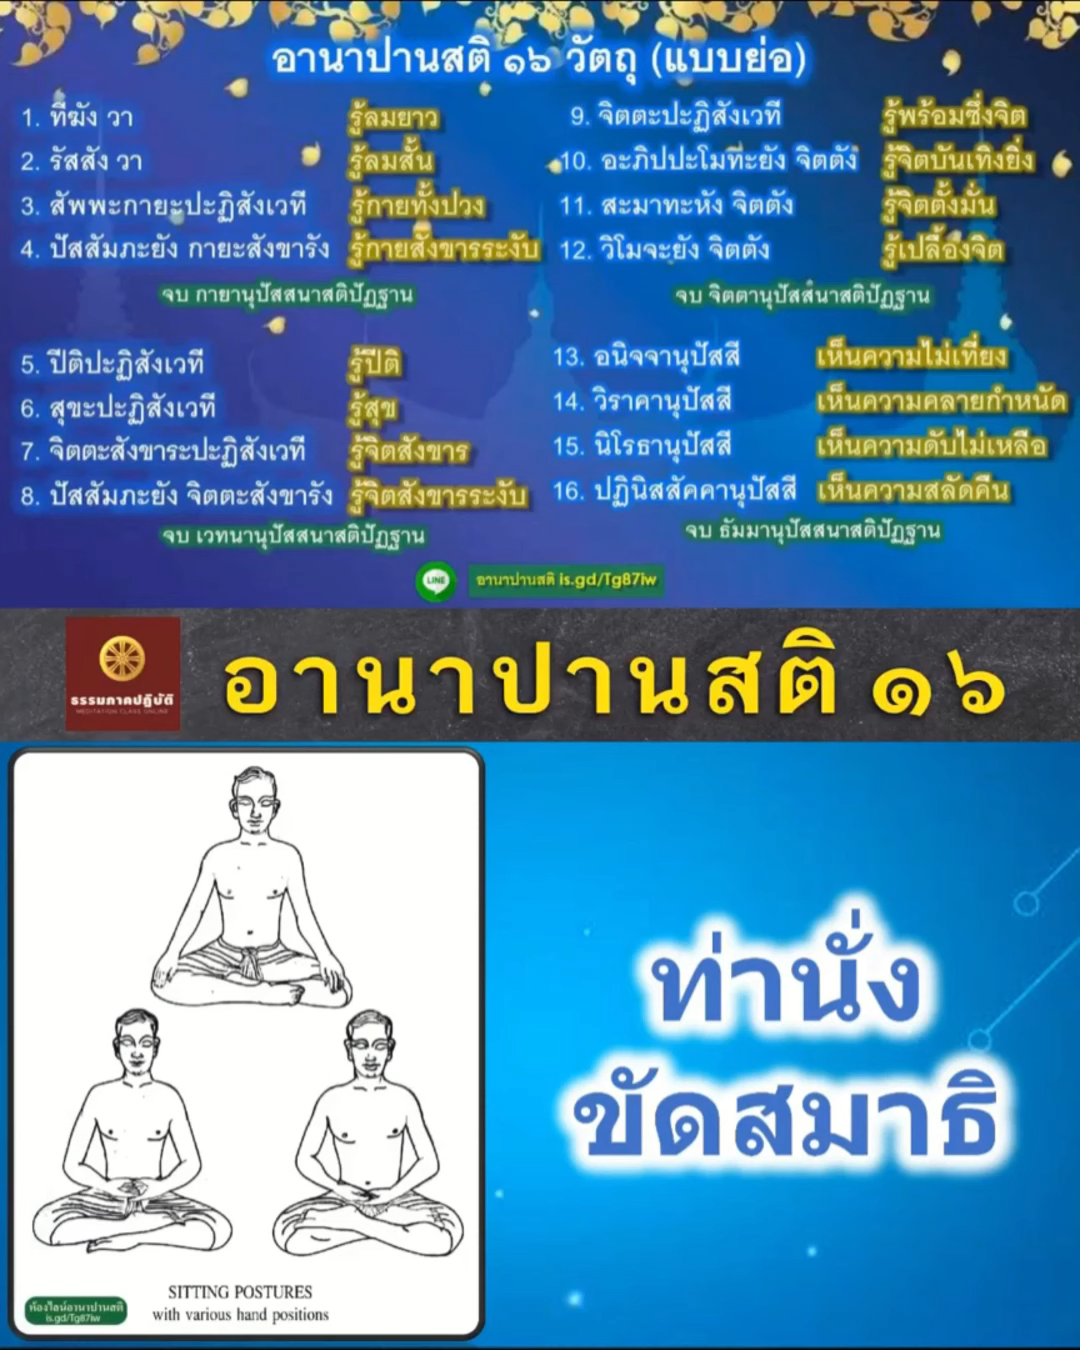 อานาปานสติ ๑๖ วัตถุ (แบบย่อ)
1. ทีฆัง วา รู้ลมยาว
2. รัสสัง วา รู้ลมสั้น
3. สัพพะกายะปะฏิสังเวที รู้กายทั้งปวง
4. ปัสสัมภะยัง กายะสังขารัง รู้กายสังขารระงับ
จบ กายานุปัสสนาสติปัฏฐาน
5. ปีติปะฏิสังเวที รู้ปีติ
6. สุขะปะฏิสังเวที รู้สุข
7. จิตตะสังขาระปะฏิสังเวที รู้จิตสังขาร
8. ปัสสัมภะยัง จิตตะสังขารัง รู้จิตสังขารระงับ
จบ เวทนานุปัสสนาสติปัฏฐาน
9. จิตตะปะฏิสังเวที รู้พร้อมซึ่งจิต
10. อะภิปปะโมทะยัง จิตตัง รู้จิตบันเทิงยิ่ง
11. สะมาทะหัง จิตตัง รู้จิตตั้งมั่น
12. วิโมจะยัง จิตตัง รู้เปลื้องจิต
จบ จิตตานุปัสสนาสติปัฏฐาน
13. อนิจจานุปัสสี เห็นความไม่เที่ยง
14. วิราคานุปัสสี เห็นความคลายกำหนัด
15. นิโรธานุปัสสี เห็นความดับไม่เหลือ
16. ปฏินิสสัคคานุปัสสี เห็นความสลัดคืน
จบ ธัมมานุปัสสนาสติปัฏฐาน
LINE อานาปานสติ is.gd/Tg87iw
ธรรมภาคปฏิบัติ
MEDITATION CLASS ONLINE
อานาปานสติ ๑๖
ท่านั่ง
ขัดสมาธิ
SITTING POSTURES
with various hand positions
ห้องไลน์อานาปานสติ
is.gd/Tg87iw